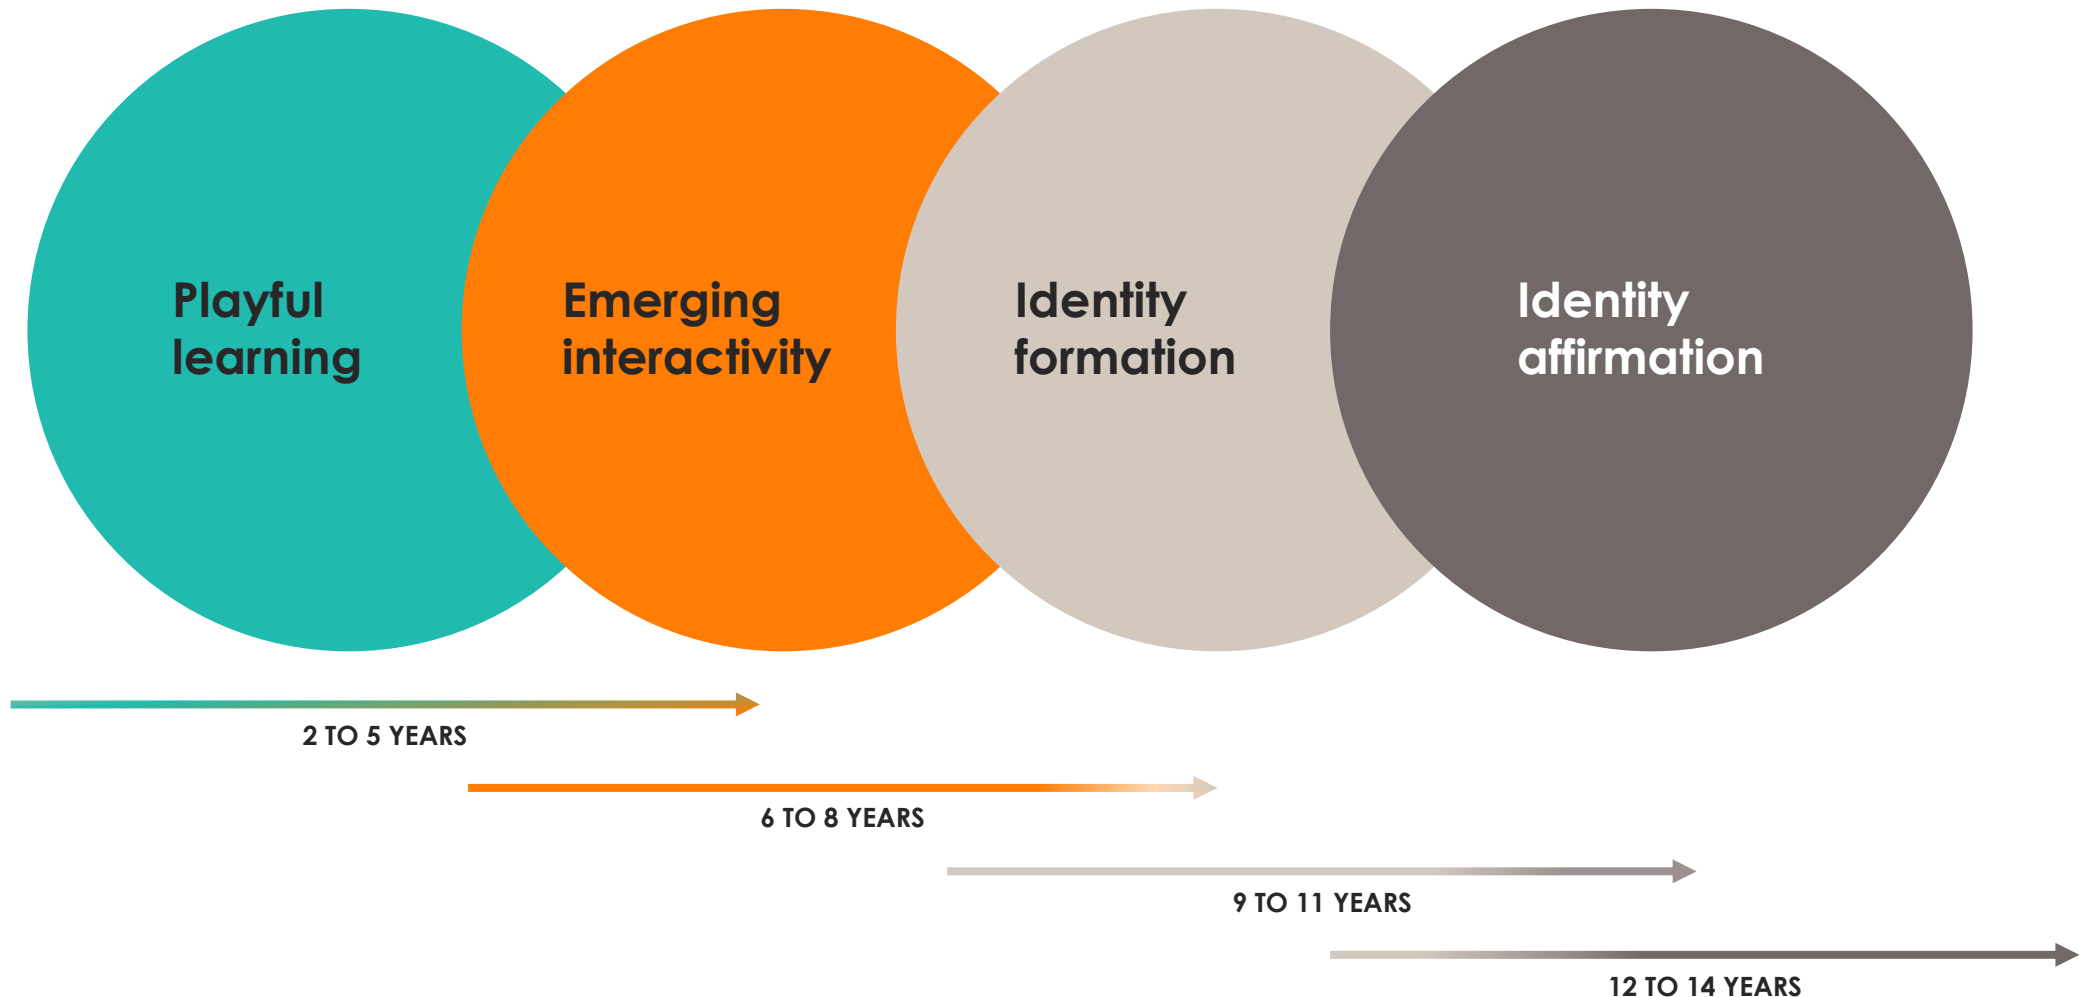 Playful
learning
Emerging
interactivity
Identity
formation
Identity
affirmation
2 TO 5 YEARS
6 TO 8 YEARS
9 TO 11 YEARS
12 TO 14 YEARS